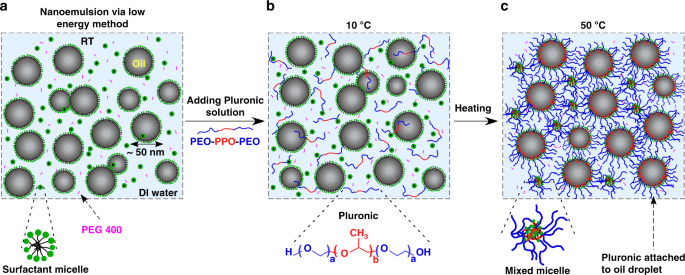 a
Nanoemulsion via low
energy method
RT
Oil
~ 50 nm
DI water
PEG 400
Surfactant micelle
Adding Pluronic
solution
PEO-PPO-PEO
b
10 °C
Pluronic
CH₃
H(O)a(O)b(O)aOH
Heating
c
50 °C
Mixed micelle
Pluronic attached
to oil droplet